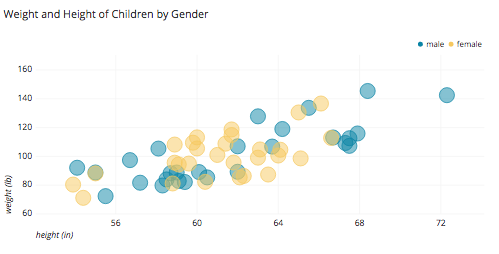 Weight and Height of Children by Gender
male female
160
140
120
100
80
60
weight (lb)
56 60 64 68 72
height (in)